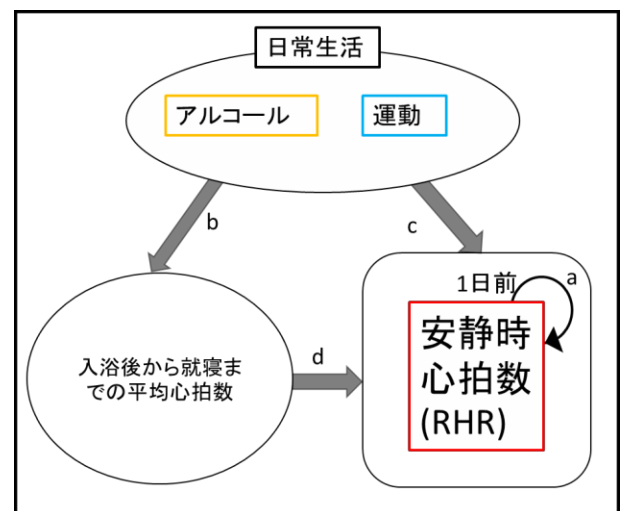 日常生活
アルコール
運動
b
c
1日前
a
安静時
心拍数
(RHR)
入浴後から就寝ま
での平均心拍数
d